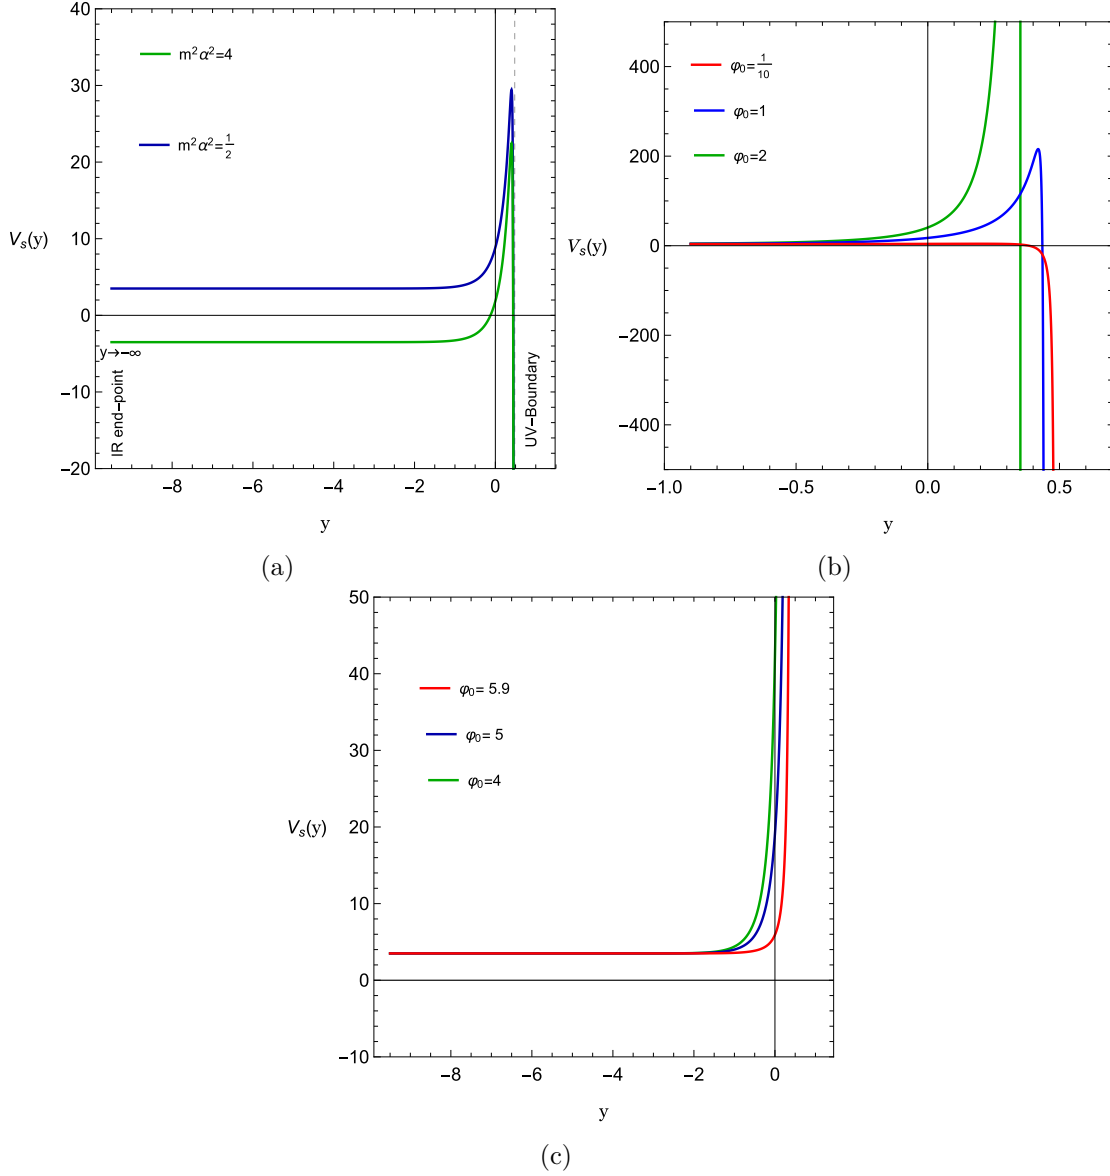 40
30
20
10
0
−10
−20
V_s(y)
m²α²=4
m²α²=1/2
y→−∞
IR end−point
UV−Boundary
−8 −6 −4 −2 0
y
(a)
400
200
0
−200
−400
V_s(y)
φ₀=1/10
φ₀=1
φ₀=2
−1.0 −0.5 0.0 0.5
y
(b)
50
40
30
20
10
0
−10
V_s(y)
φ₀= 5.9
φ₀= 5
φ₀=4
−8 −6 −4 −2 0
y
(c)